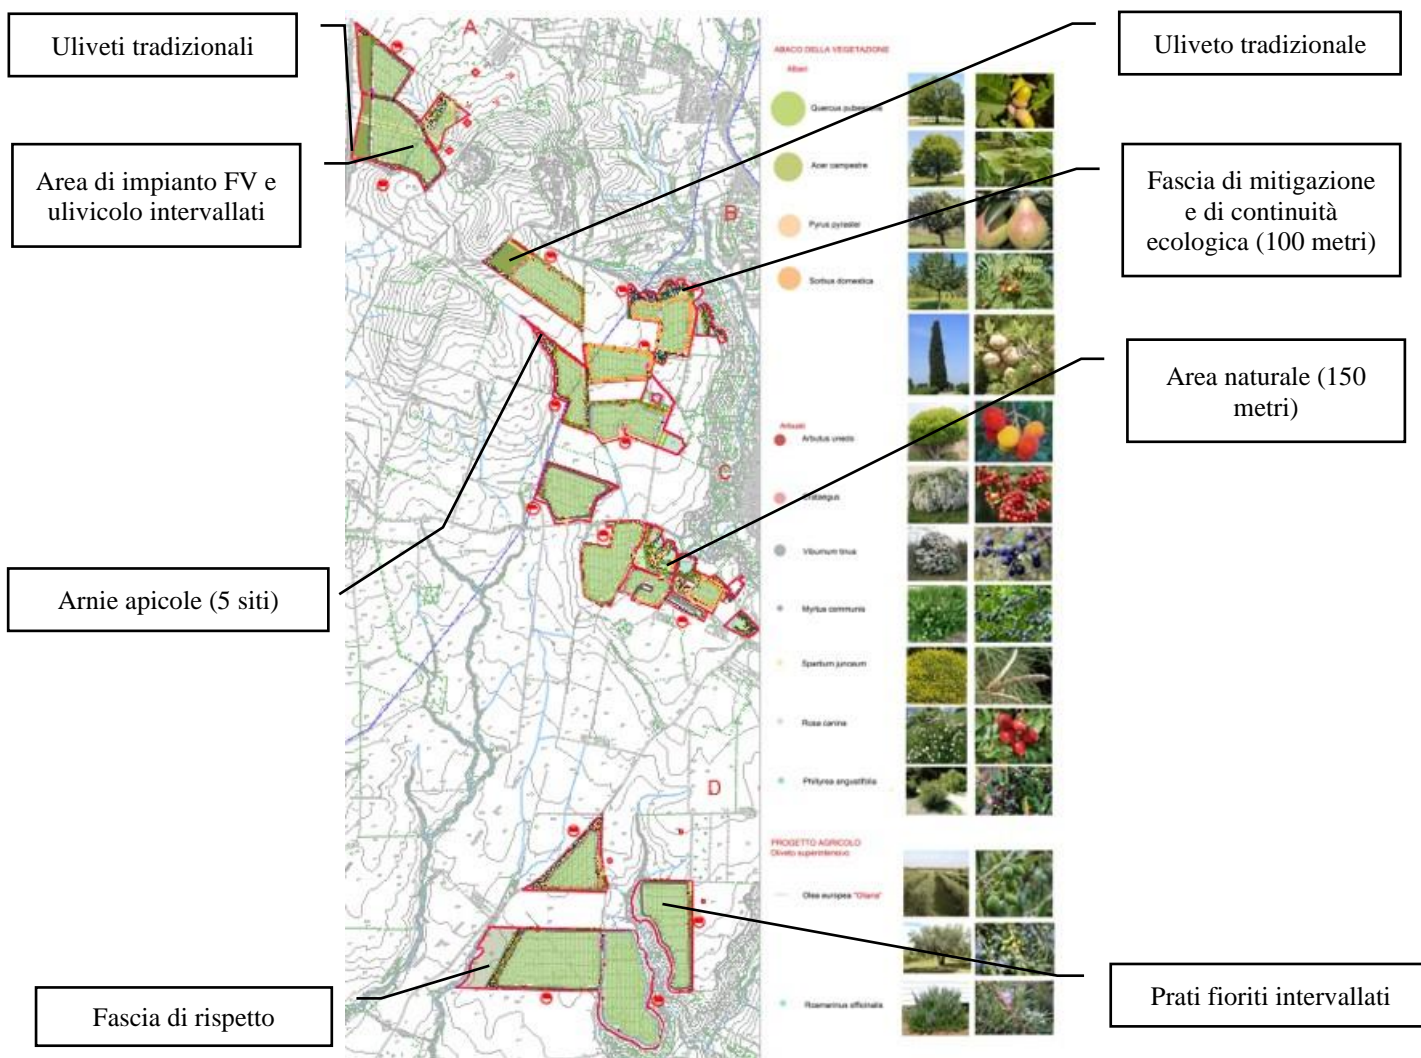 Uliveti tradizionali
Area di impianto FV e
ulivicolo intervallati
Arnie apicole (5 siti)
Fascia di rispetto
A
B
C
D
ABACO DELLA VEGETAZIONE
Alberi
Quercus pubescens
Acer campestre
Pyrus pyraster
Sorbus domestica
Arbusti
Arbutus unedo
Crataegus
Viburnum tinus
Myrtus communis
Spartium junceum
Rosa canina
Phillyrea angustifolia
PROGETTO AGRICOLO
Oliveto superintensivo
Olea europea "Oliana"
Rosmarinus officinalis
Uliveto tradizionale
Fascia di mitigazione
e di continuità
ecologica (100 metri)
Area naturale (150
metri)
Prati fioriti intervallati